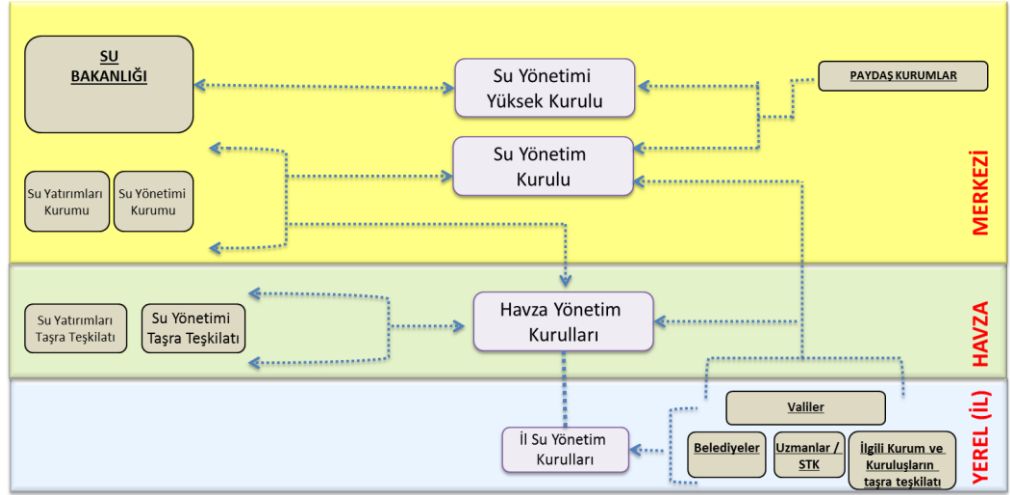 SU
BAKANLIĞI
Su Yönetimi
Yüksek Kurulu
PAYDAŞ KURUMLAR
Su Yönetim
Kurulu
Su Yatırımları
Kurumu
Su Yönetimi
Kurumu
MERKEZİ
Su Yatırımları
Taşra Teşkilatı
Su Yönetimi
Taşra Teşkilatı
Havza Yönetim
Kurulları
HAVZA
Valiler
İl Su Yönetim
Kurulları
Belediyeler
Uzmanlar /
STK
İlgili Kurum ve
Kuruluşların
taşra teşkilatı
YEREL (İL)